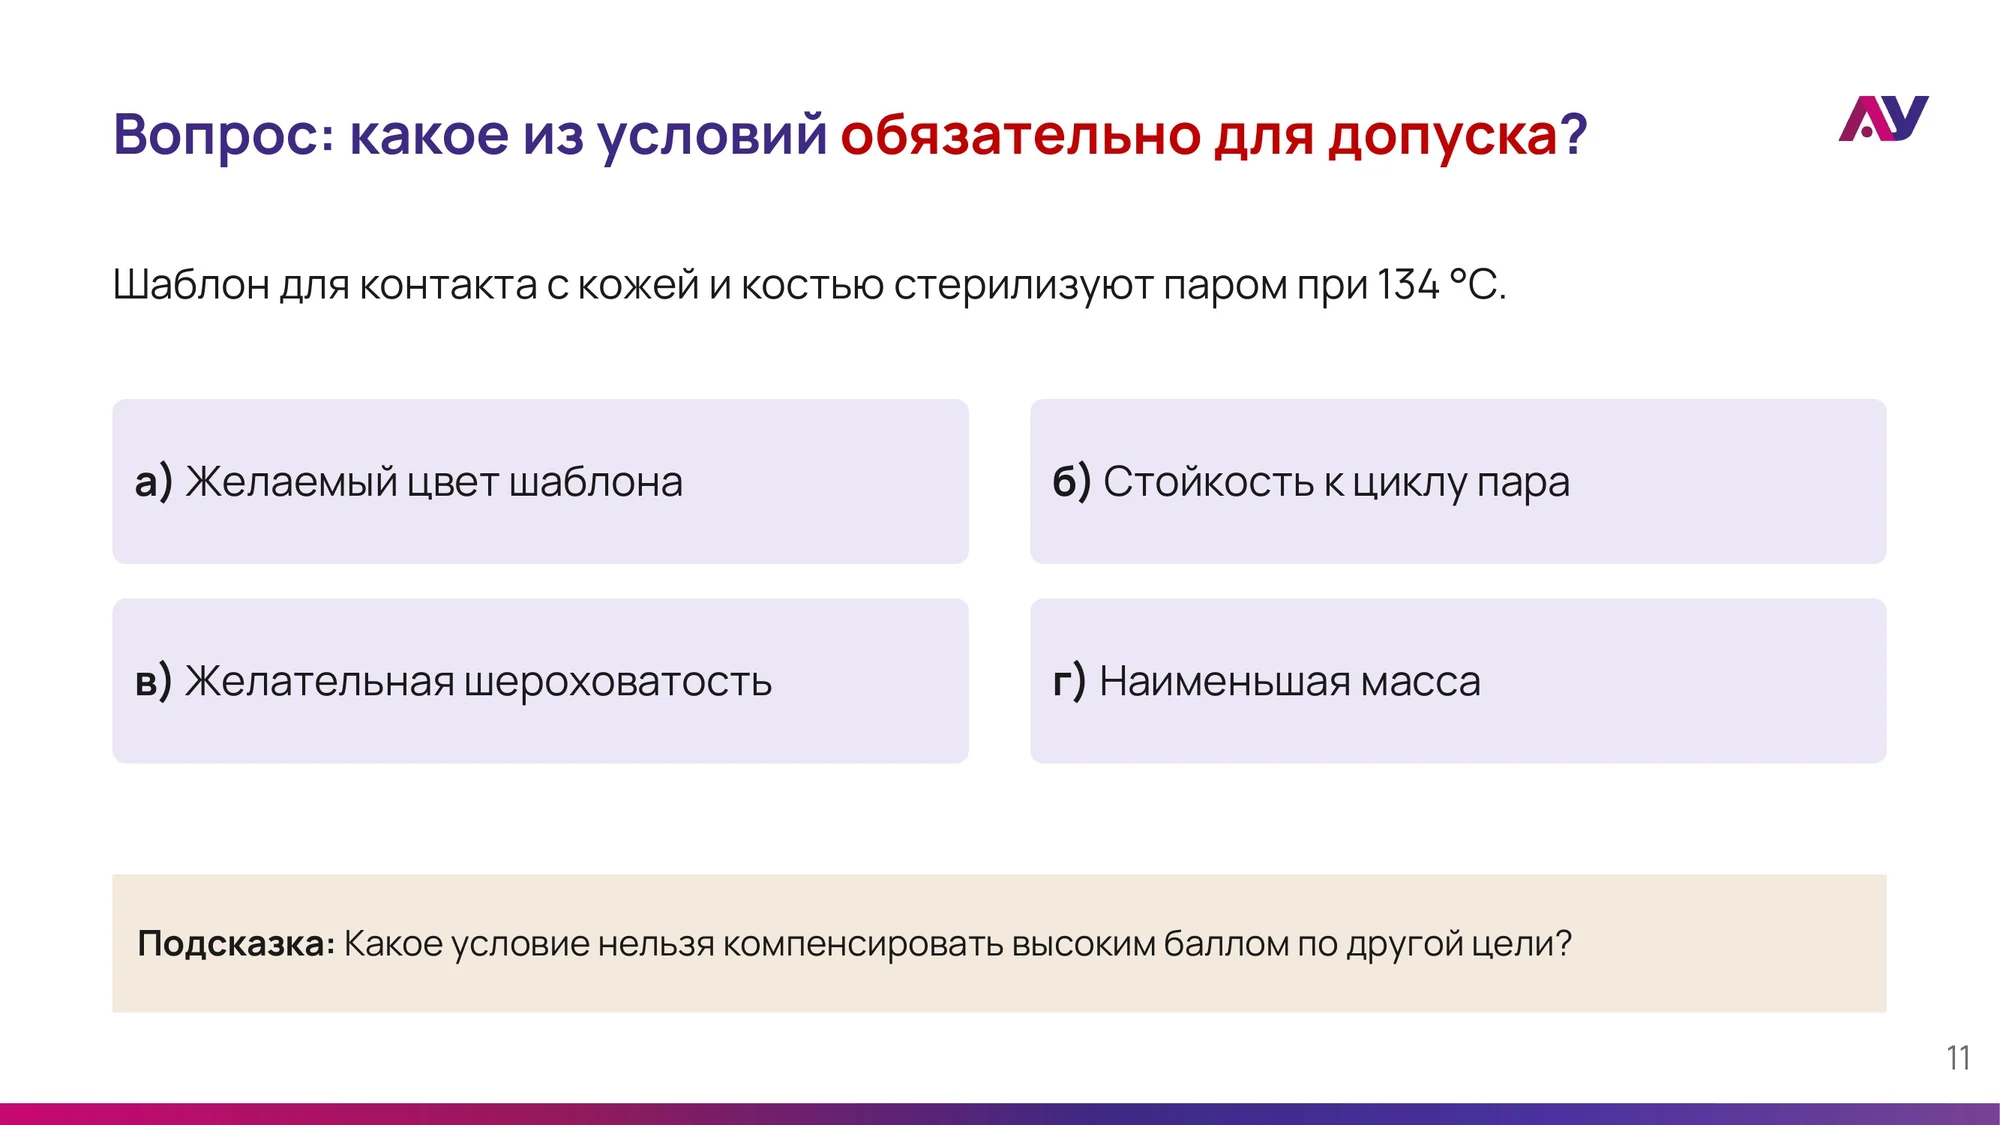 Вопрос: какое из условий обязательно для допуска?
АУ
Шаблон для контакта с кожей и костью стерилизуют паром при 134 °C.
а) Желаемый цвет шаблона
б) Стойкость к циклу пара
в) Желательная шероховатость
г) Наименьшая масса
Подсказка: Какое условие нельзя компенсировать высоким баллом по другой цели?
11